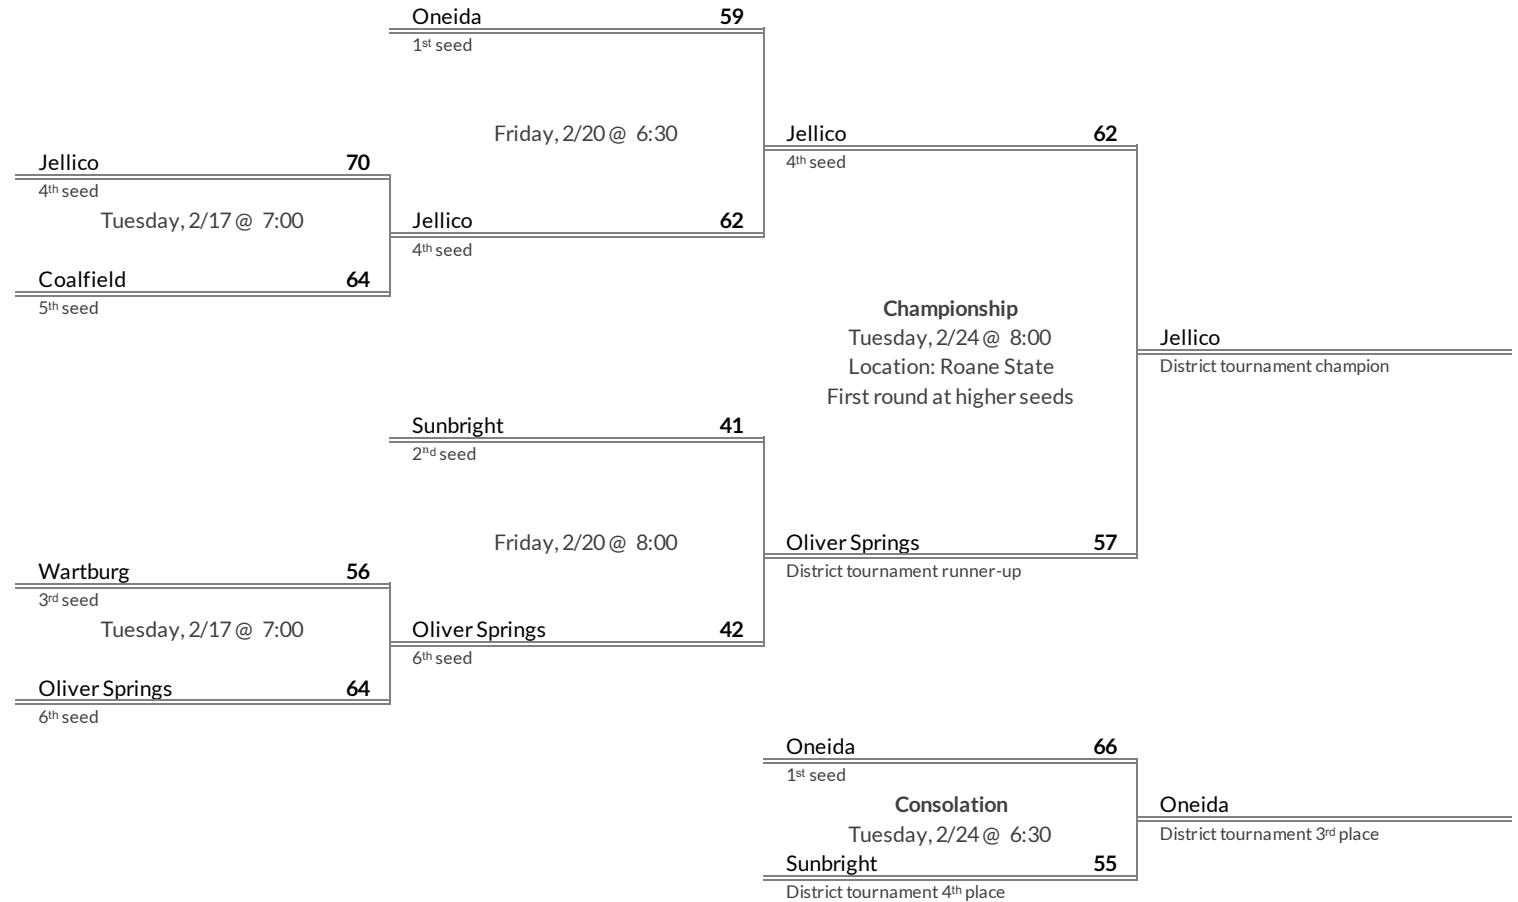 Oneida 59
1st seed
Friday, 2/20 @ 6:30
Jellico 62
4th seed
Jellico 70
4th seed
Tuesday, 2/17 @ 7:00
Jellico 62
4th seed
Coalfield 64
5th seed
Championship
Tuesday, 2/24 @ 8:00
Location: Roane State
First round at higher seeds
Jellico
District tournament champion
Sunbright 41
2nd seed
Friday, 2/20 @ 8:00
Oliver Springs 57
District tournament runner-up
Wartburg 56
3rd seed
Tuesday, 2/17 @ 7:00
Oliver Springs 42
6th seed
Oliver Springs 64
6th seed
Oneida 66
1st seed
Consolation
Tuesday, 2/24 @ 6:30
Oneida
District tournament 3rd place
Sunbright 55
District tournament 4th place